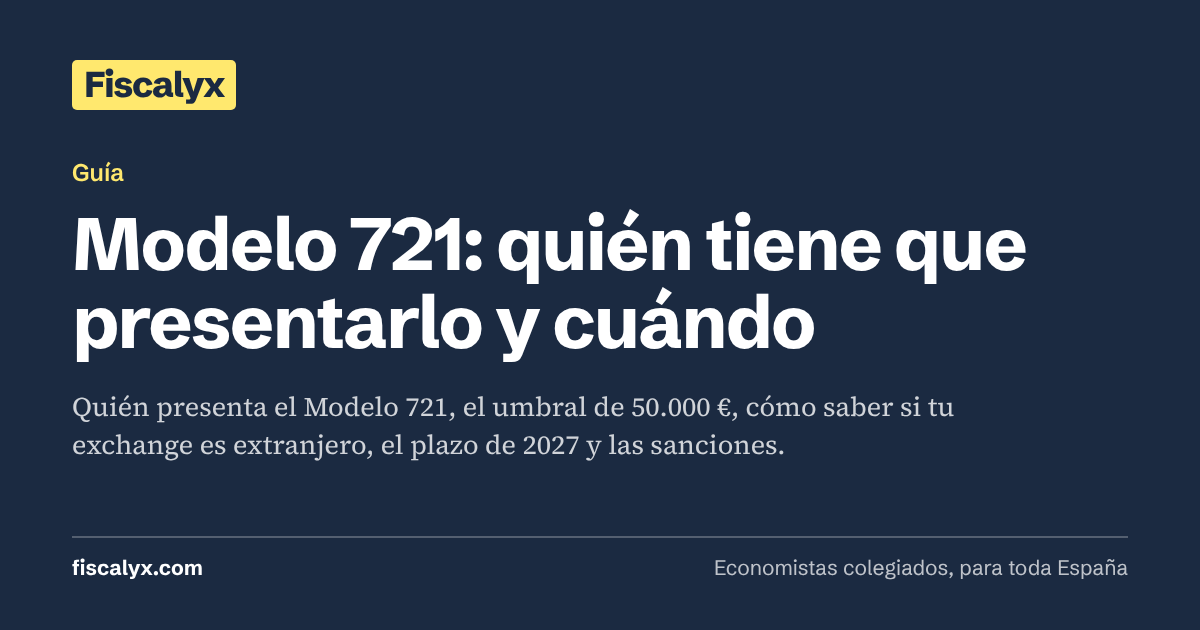 Fiscalyx
Guía
Modelo 721: quién tiene que
presentarlo y cuándo
Quién presenta el Modelo 721, el umbral de 50.000 €, cómo saber si tu
exchange es extranjero, el plazo de 2027 y las sanciones.
fiscalyx.com
Economistas colegiados, para toda España